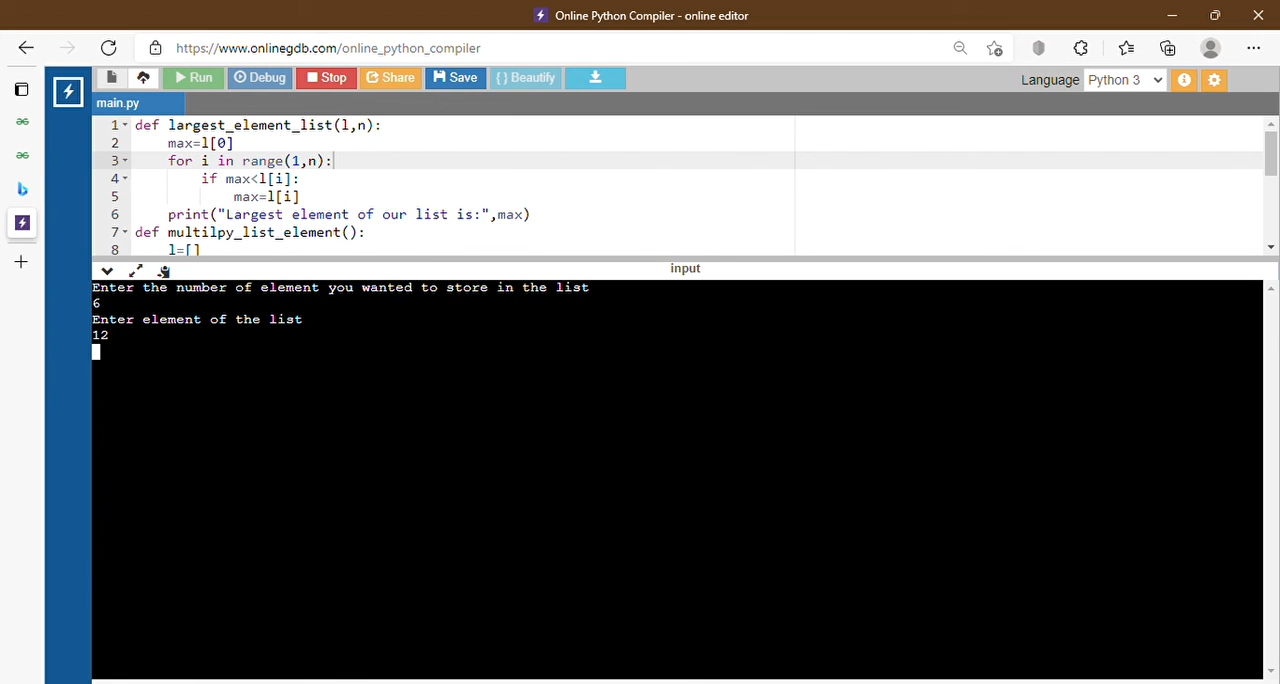 Online Python Compiler - online editor
https://www.onlinegdb.com/online_python_compiler
Run Debug Stop Share Save {} Beautify Language Python 3
main.py
1 def largest_element_list(l,n):
2 max=l[0]
3 for i in range(1,n):
4 if max<l[i]:
5 max=l[i]
6 print("Largest element of our list is:",max)
7 def multilpy_list_element():
8 l=[]
input
Enter the number of element you wanted to store in the list
6
Enter element of the list
12